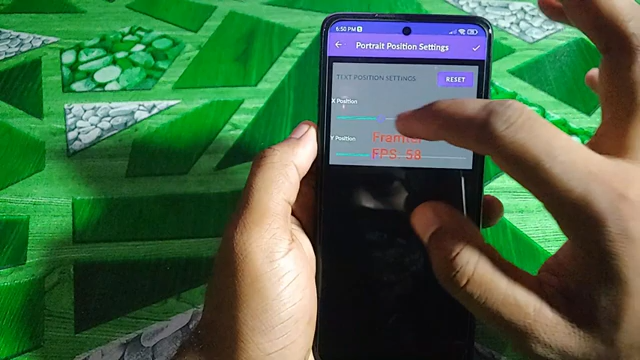 6:50 PM
Portrait Position Settings
TEXT POSITION SETTINGS
RESET
X Position
Y Position
FPS 58